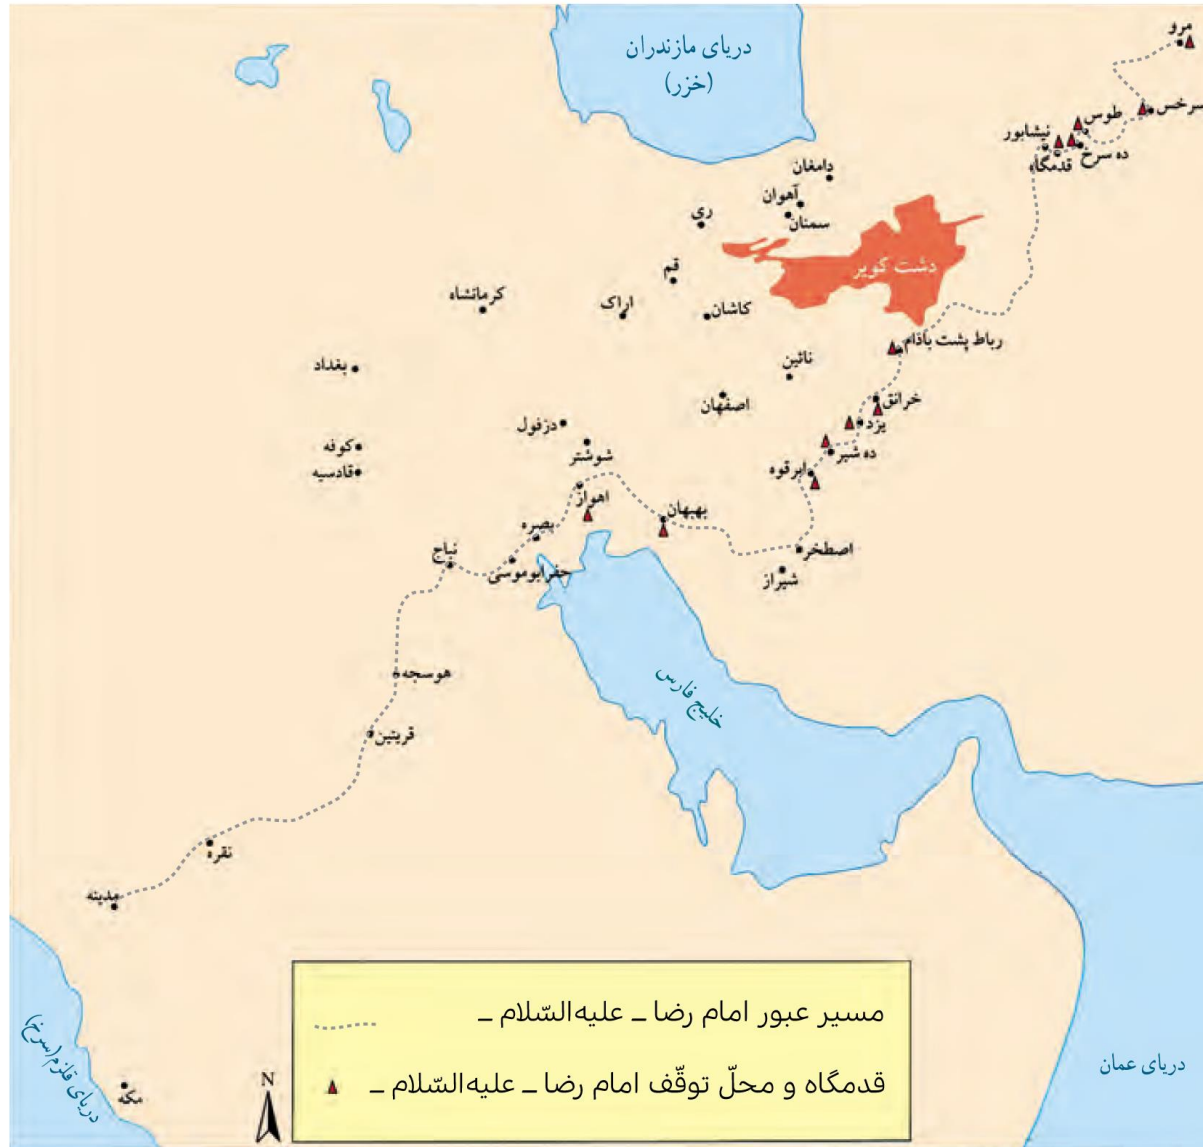 دریای مازندران
(خزر)
مرو
سرخس
طوس
نیشابور
ده سرخ
قدمگاه
دامغان
آهوان
سمنان
ری
دشت کویر
قم
کرمانشاه
اراک
کاشان
رباط پشت بادام
نائین
بغداد
خرانق
اصفهان
یزد
دزفول
کوفه
شوشتر
ده شیر
ابرقوه
قادسیه
اهواز
بهبهان
بصره
اصطخر
نباج
حفر ابوموسی
شیراز
هوسجه
خلیج فارس
قریتین
نقره
مدینه
مسیر عبور امام رضا ـ علیه‌السّلام ـ
قدمگاه و محلّ توقّف امام رضا ـ علیه‌السّلام ـ
N
دریای عمان
دریای قلزم (سرخ)
مکه